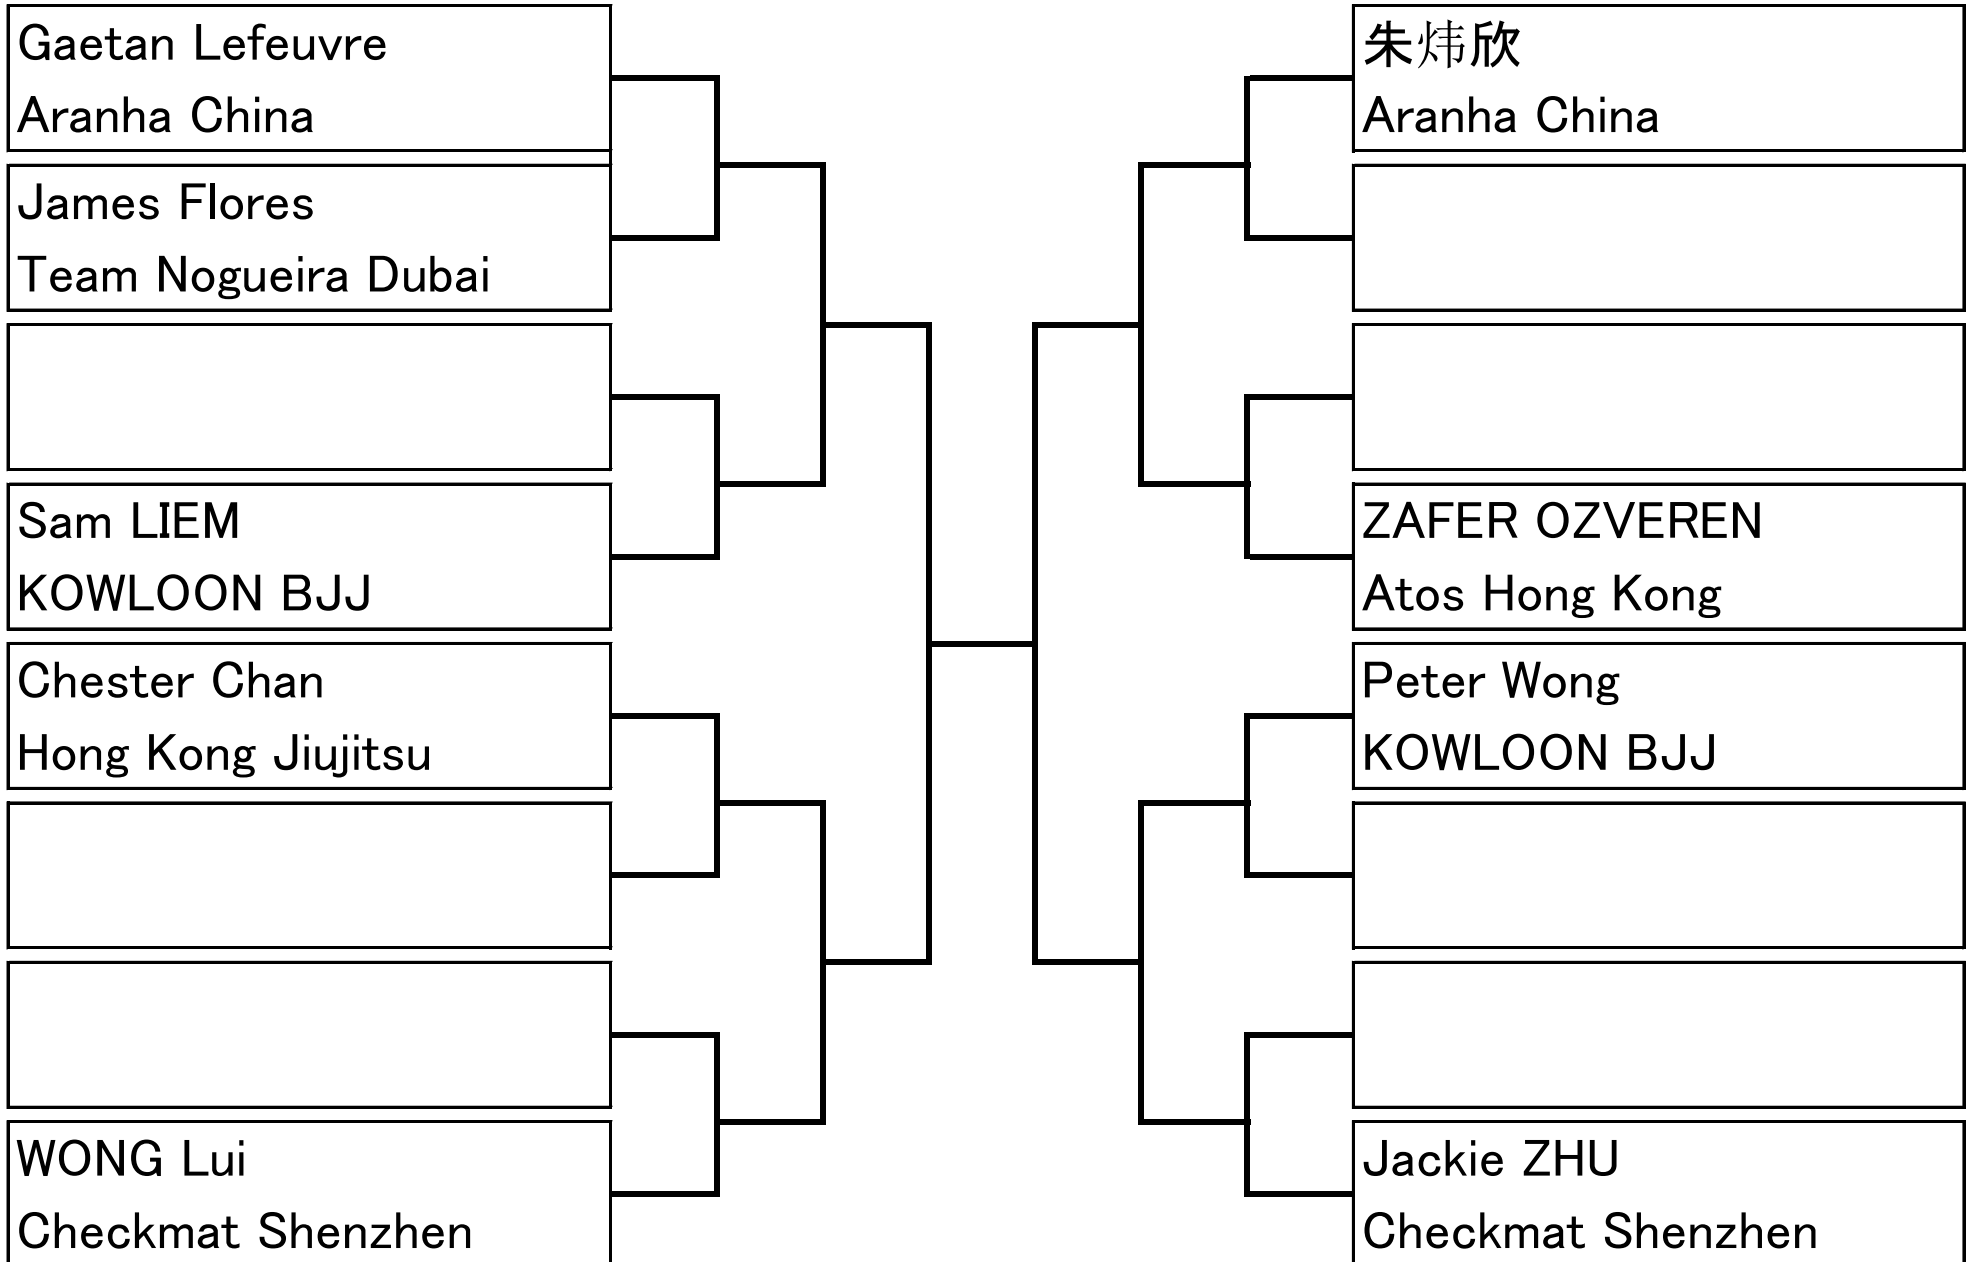 Gaetan Lefeuvre
Aranha China
James Flores
Team Nogueira Dubai
Sam LIEM
KOWLOON BJJ
Chester Chan
Hong Kong Jiujitsu
WONG Lui
Checkmat Shenzhen
朱炜欣
Aranha China
ZAFER OZVEREN
Atos Hong Kong
Peter Wong
KOWLOON BJJ
Jackie ZHU
Checkmat Shenzhen